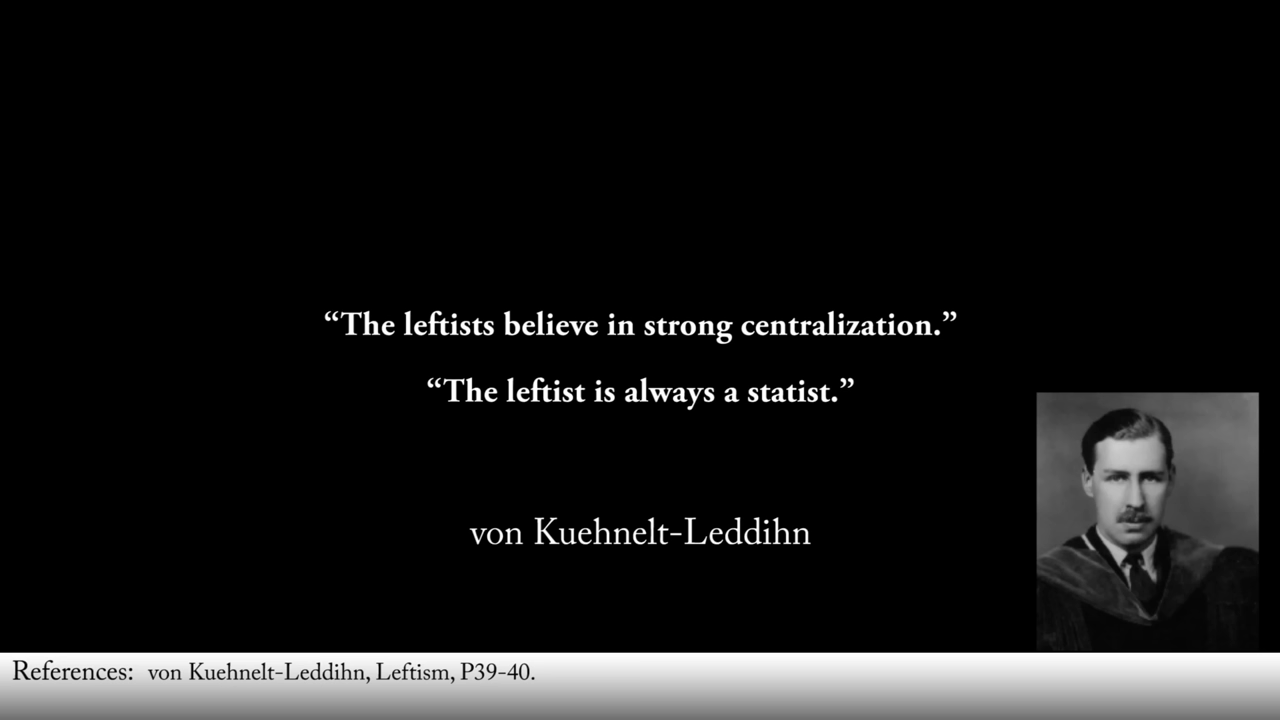 “The leftists believe in strong centralization.”
“The leftist is always a statist.”
von Kuehnelt-Leddihn
References: von Kuehnelt-Leddihn, Leftism, P39-40.